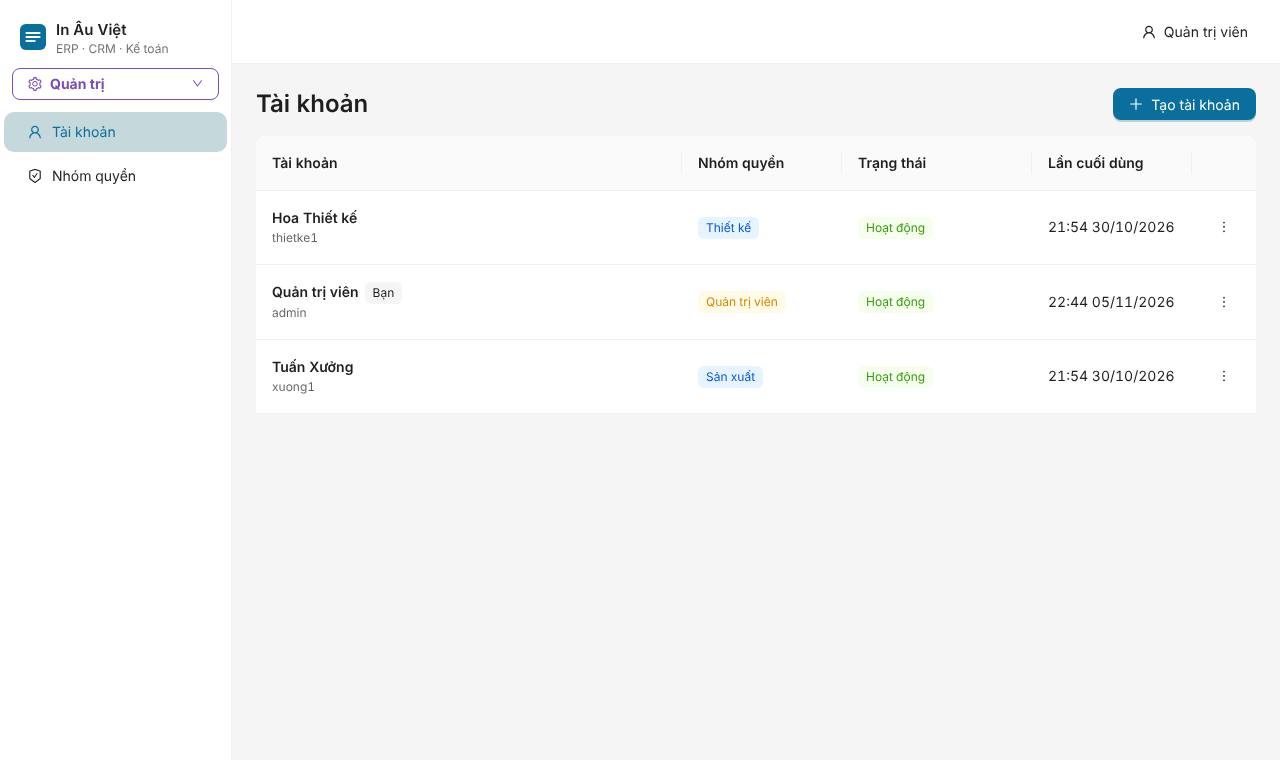 In Âu Việt
ERP · CRM · Kế toán
Quản trị
Tài khoản
Nhóm quyền
Quản trị viên
Tài khoản
Tạo tài khoản
Tài khoản Nhóm quyền Trạng thái Lần cuối dùng
Hoa Thiết kế
thietke1
Thiết kế Hoạt động 21:54 30/10/2026
Quản trị viên Bạn
admin
Quản trị viên Hoạt động 22:44 05/11/2026
Tuấn Xưởng
xuong1
Sản xuất Hoạt động 21:54 30/10/2026